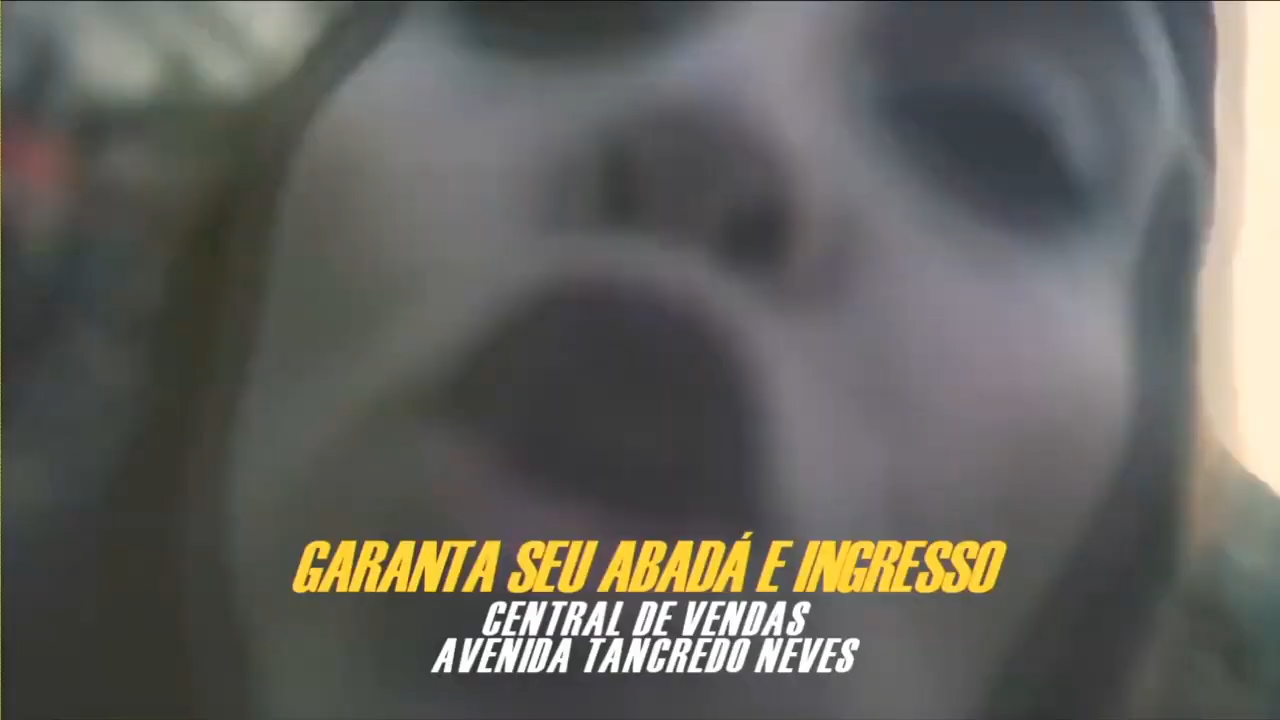 GARANTA SEU ABADÁ E INGRESSO
CENTRAL DE VENDAS
AVENIDA TANCREDO NEVES